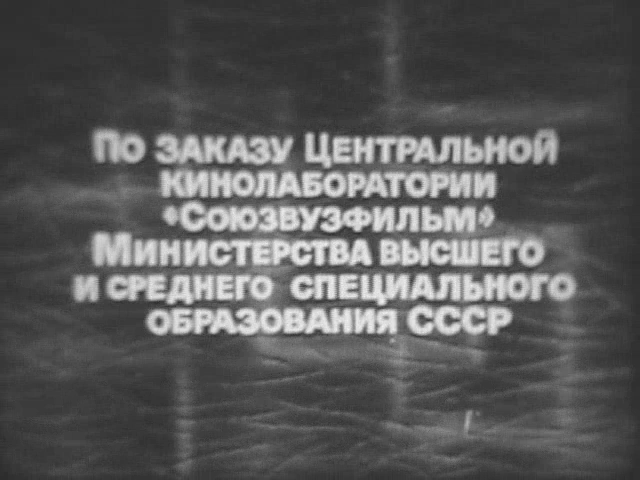 По заказу Центральной
кинолаборатории
«Союзвузфильм»
Министерства высшего
и среднего специального
образования СССР